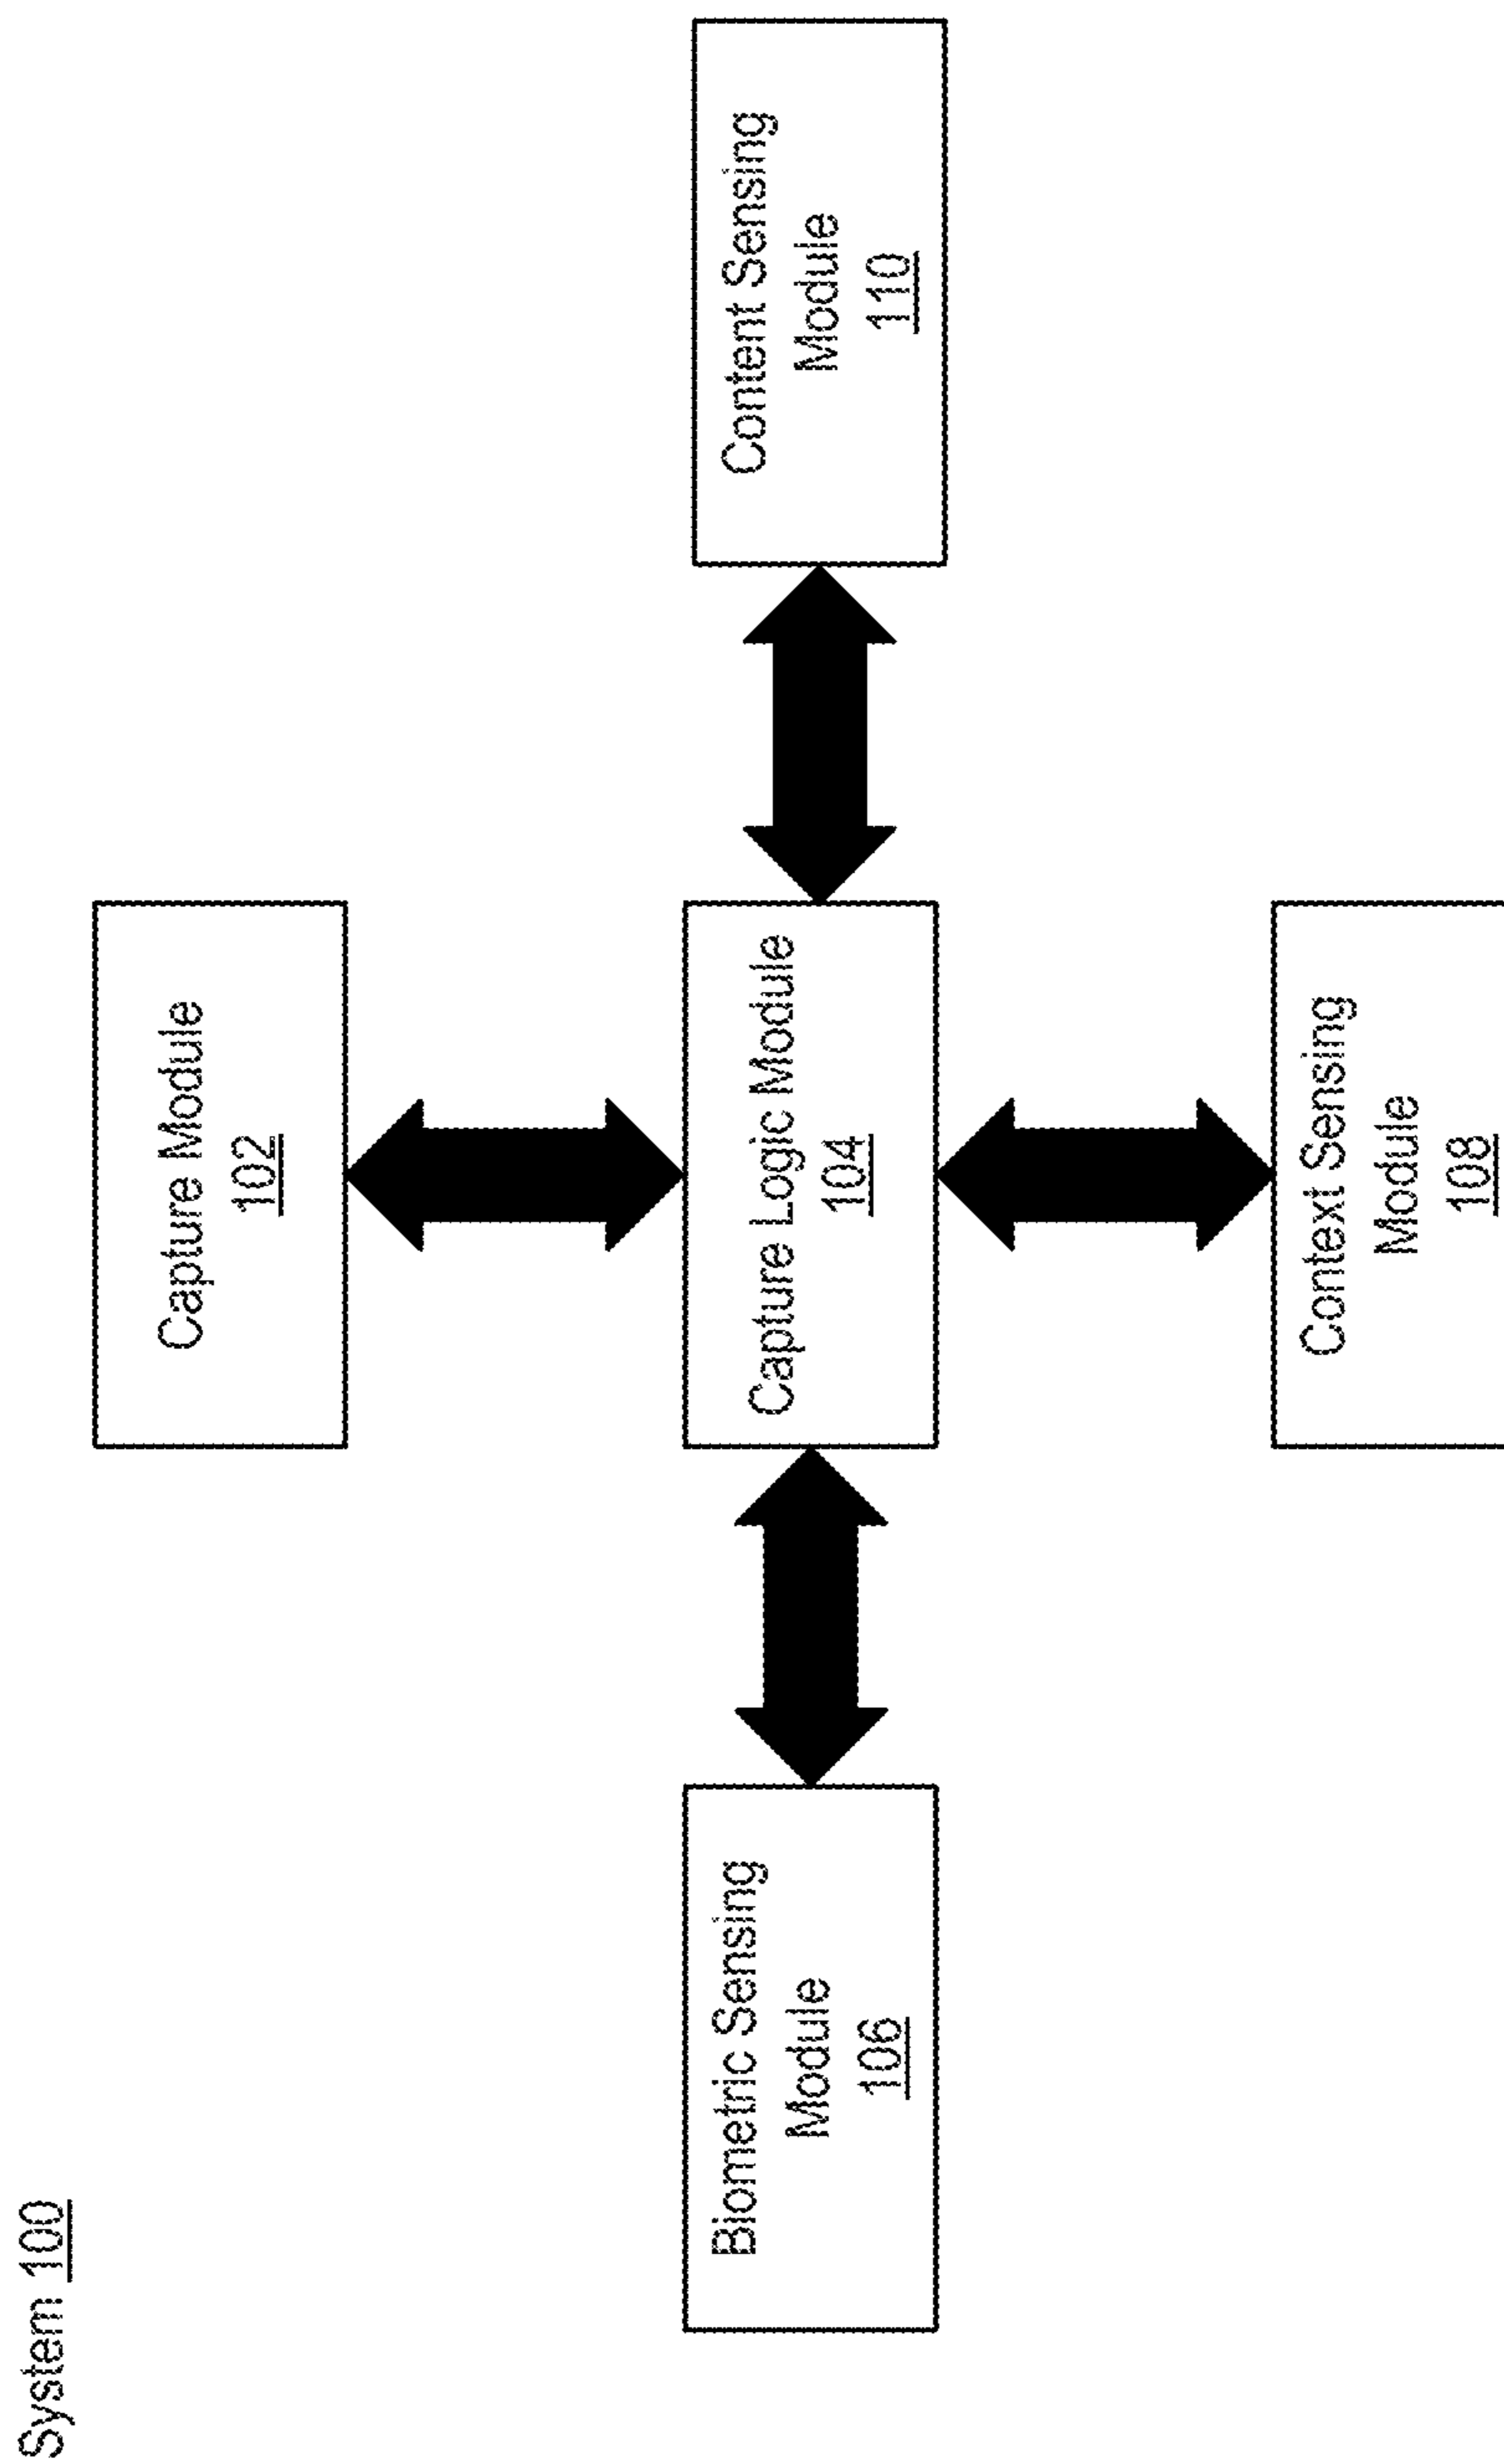 System 100
Capture Module
102
Biometric Sensing
Module
106
Capture Logic Module
104
Content Sensing
Module
110
Context Sensing
Module
108